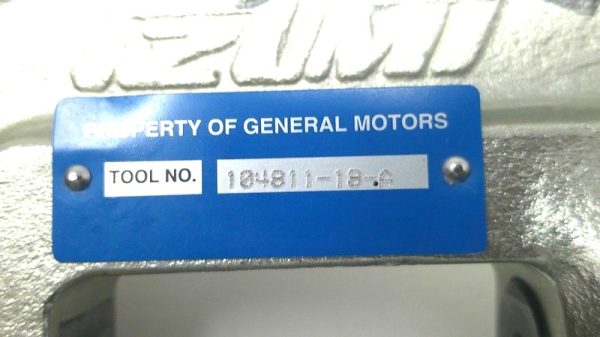 IZUMI
PROPERTY OF GENERAL MOTORS
TOOL NO. 104811-18-A